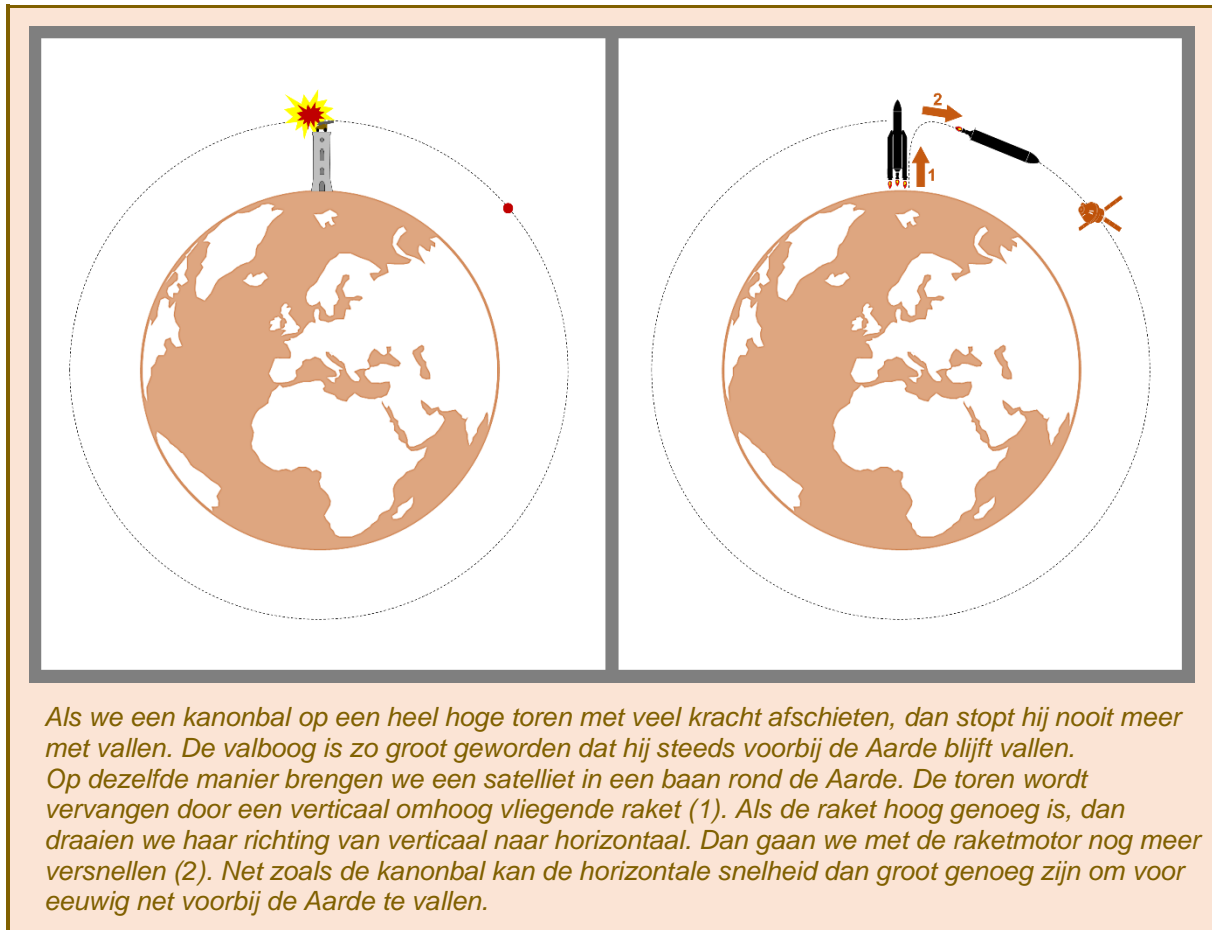 2
1
Als we een kanonbal op een heel hoge toren met veel kracht afschieten, dan stopt hij nooit meer
met vallen. De valboog is zo groot geworden dat hij steeds voorbij de Aarde blijft vallen.
Op dezelfde manier brengen we een satelliet in een baan rond de Aarde. De toren wordt
vervangen door een verticaal omhoog vliegende raket (1). Als de raket hoog genoeg is, dan
draaien we haar richting van verticaal naar horizontaal. Dan gaan we met de raketmotor nog meer
versnellen (2). Net zoals de kanonbal kan de horizontale snelheid dan groot genoeg zijn om voor
eeuwig net voorbij de Aarde te vallen.